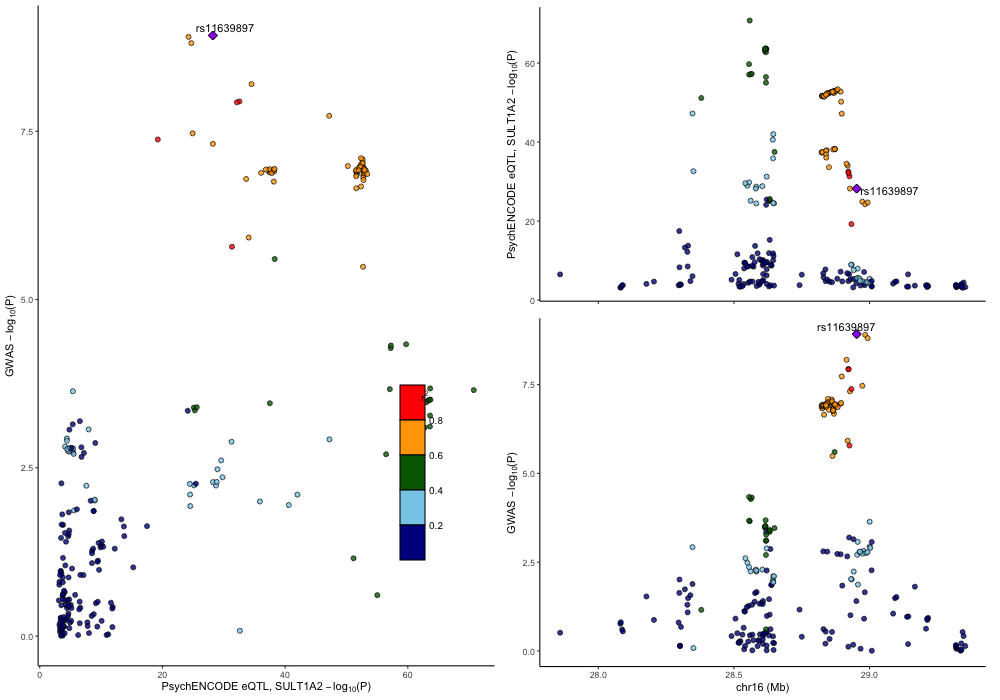 rs11639897
7.5
5.0
2.5
0.0
GWAS −log10(P)
0.8
0.6
0.4
0.2
0
20
40
60
PsychENCODE eQTL, SULT1A2 −log10(P)
60
40
20
0
PsychENCODE eQTL, SULT1A2 −log10(P)
rs11639897
rs11639897
7.5
5.0
2.5
0.0
GWAS −log10(P)
28.0
28.5
29.0
chr16 (Mb)